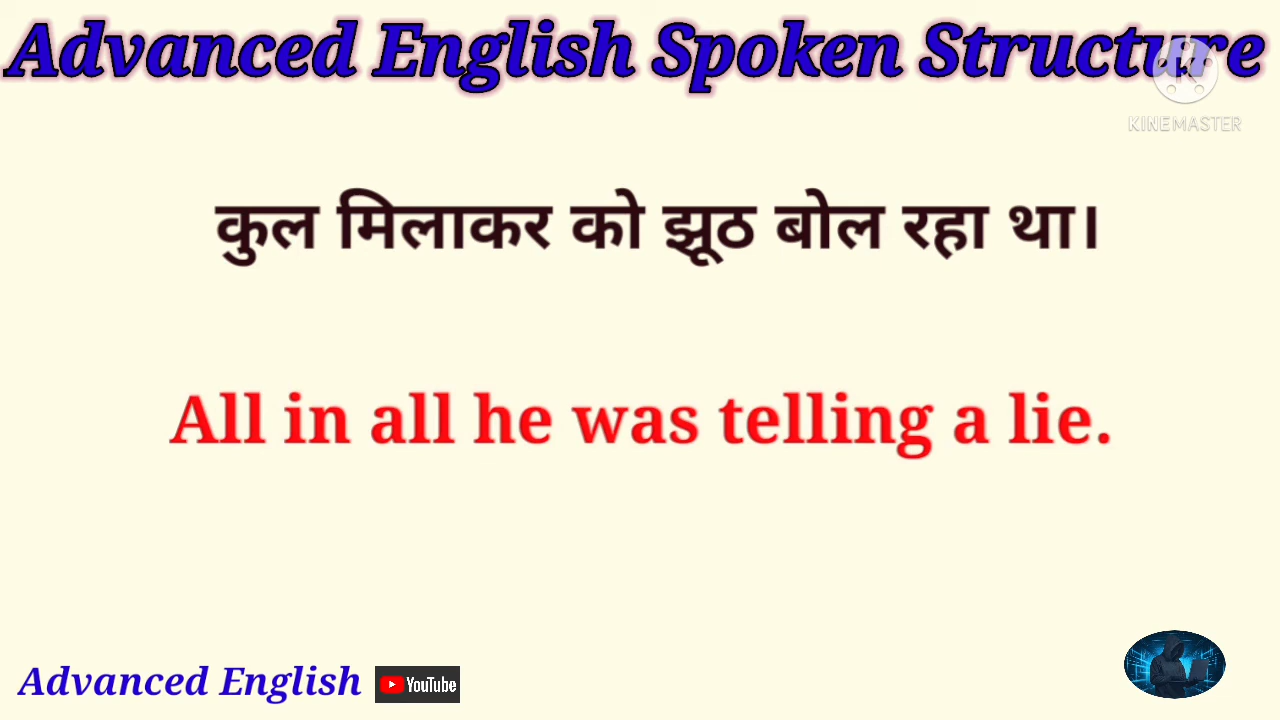 Advanced English Spoken Structure
KINEMASTER
कुल मिलाकर को झूठ बोल रहा था।
All in all he was telling a lie.
Advanced English
YouTube